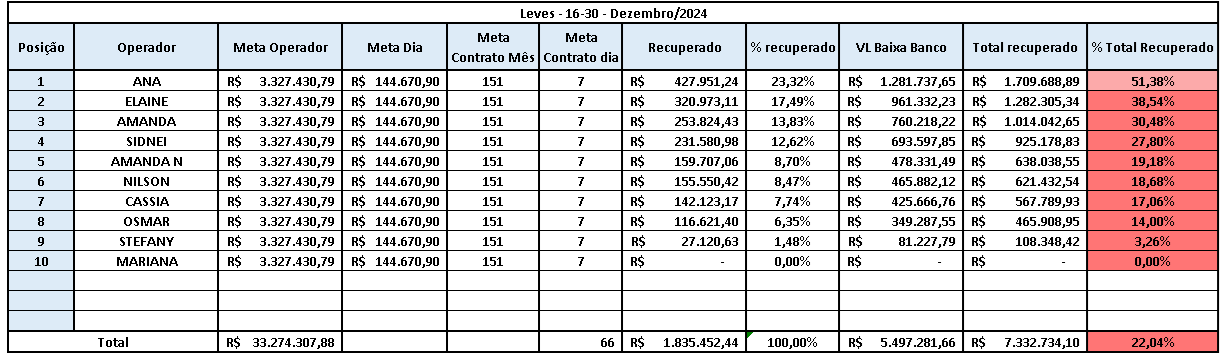 Leves - 16-30 - Dezembro/2024
Posição Operador Meta Operador Meta Dia Meta Contrato Mês Meta Contrato dia Recuperado % recuperado VL Baixa Banco Total recuperado % Total Recuperado
1 ANA R$ 3.327.430,79 R$ 144.670,90 151 7 R$ 427.951,24 23,32% R$ 1.281.737,65 R$ 1.709.688,89 51,38%
2 ELAINE R$ 3.327.430,79 R$ 144.670,90 151 7 R$ 320.973,11 17,49% R$ 961.332,23 R$ 1.282.305,34 38,54%
3 AMANDA R$ 3.327.430,79 R$ 144.670,90 151 7 R$ 253.824,43 13,83% R$ 760.218,22 R$ 1.014.042,65 30,48%
4 SIDNEI R$ 3.327.430,79 R$ 144.670,90 151 7 R$ 231.580,98 12,62% R$ 693.597,85 R$ 925.178,83 27,80%
5 AMANDA N R$ 3.327.430,79 R$ 144.670,90 151 7 R$ 159.707,06 8,70% R$ 478.331,49 R$ 638.038,55 19,18%
6 NILSON R$ 3.327.430,79 R$ 144.670,90 151 7 R$ 155.550,42 8,47% R$ 465.882,12 R$ 621.432,54 18,68%
7 CASSIA R$ 3.327.430,79 R$ 144.670,90 151 7 R$ 142.123,17 7,74% R$ 425.666,76 R$ 567.789,93 17,06%
8 OSMAR R$ 3.327.430,79 R$ 144.670,90 151 7 R$ 116.621,40 6,35% R$ 349.287,55 R$ 465.908,95 14,00%
9 STEFANY R$ 3.327.430,79 R$ 144.670,90 151 7 R$ 27.120,63 1,48% R$ 81.227,79 R$ 108.348,42 3,26%
10 MARIANA R$ 3.327.430,79 R$ 144.670,90 151 7 R$ - 0,00% R$ - R$ - 0,00%
Total R$ 33.274.307,88 66 R$ 1.835.452,44 100,00% R$ 5.497.281,66 R$ 7.332.734,10 22,04%